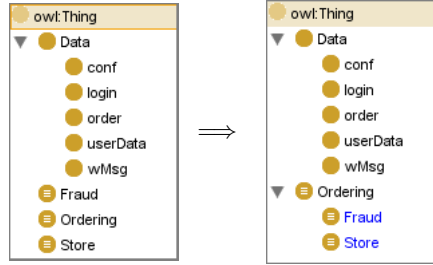 owl:Thing
Data
conf
login
order
userData
wMsg
Fraud
Ordering
Store
⟹
owl:Thing
Data
conf
login
order
userData
wMsg
Ordering
Fraud
Store